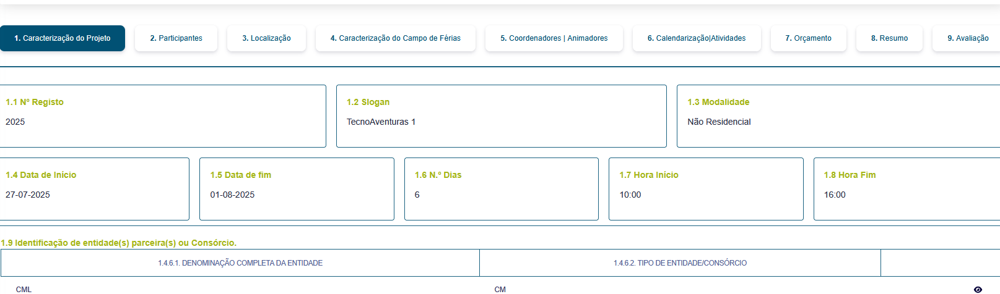 1. Caracterização do Projeto
2. Participantes
3. Localização
4. Caracterização do Campo de Férias
5. Coordenadores | Animadores
6. Calendarização|Atividades
7. Orçamento
8. Resumo
9. Avaliação
1.1 Nº Registo
2025
1.2 Slogan
TecnoAventuras 1
1.3 Modalidade
Não Residencial
1.4 Data de Início
27-07-2025
1.5 Data de fim
01-08-2025
1.6 N.º Dias
6
1.7 Hora Início
10:00
1.8 Hora Fim
16:00
1.9 Identificação de entidade(s) parceira(s) ou Consórcio.
1.4.6.1. DENOMINAÇÃO COMPLETA DA ENTIDADE
1.4.6.2. TIPO DE ENTIDADE/CONSÓRCIO
CML
CM